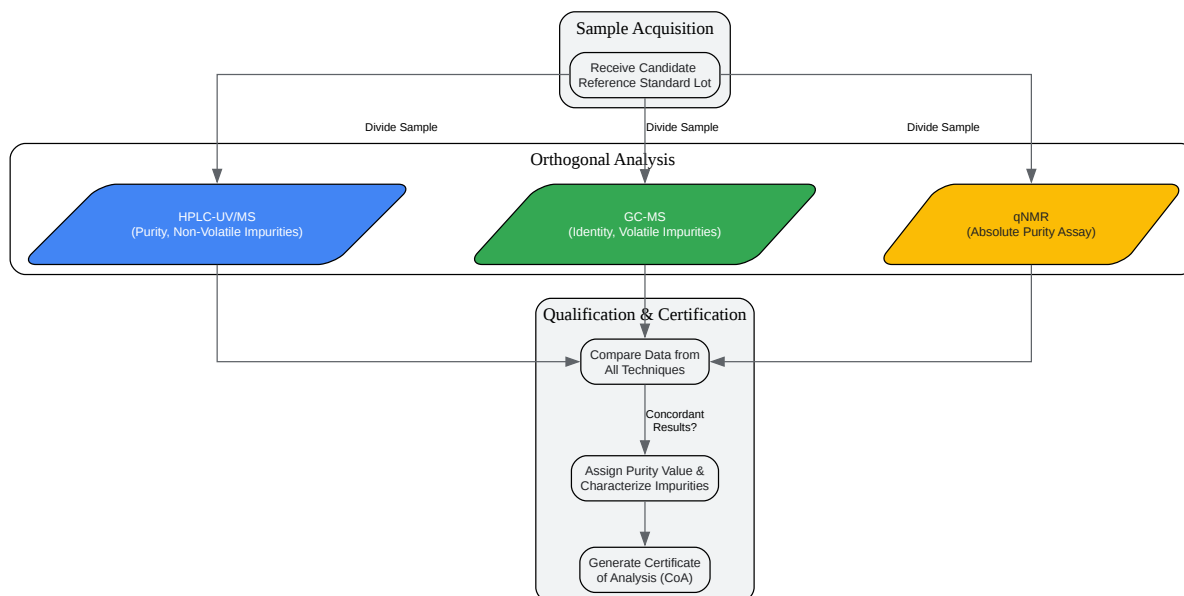 Sample Acquisition
Receive Candidate
Reference Standard Lot
Divide Sample
Divide Sample
Divide Sample
Orthogonal Analysis
HPLC-UV/MS
(Purity, Non-Volatile Impurities)
GC-MS
(Identity, Volatile Impurities)
qNMR
(Absolute Purity Assay)
Qualification & Certification
Compare Data from
All Techniques
Concordant
Results?
Assign Purity Value &
Characterize Impurities
Generate Certificate
of Analysis (CoA)